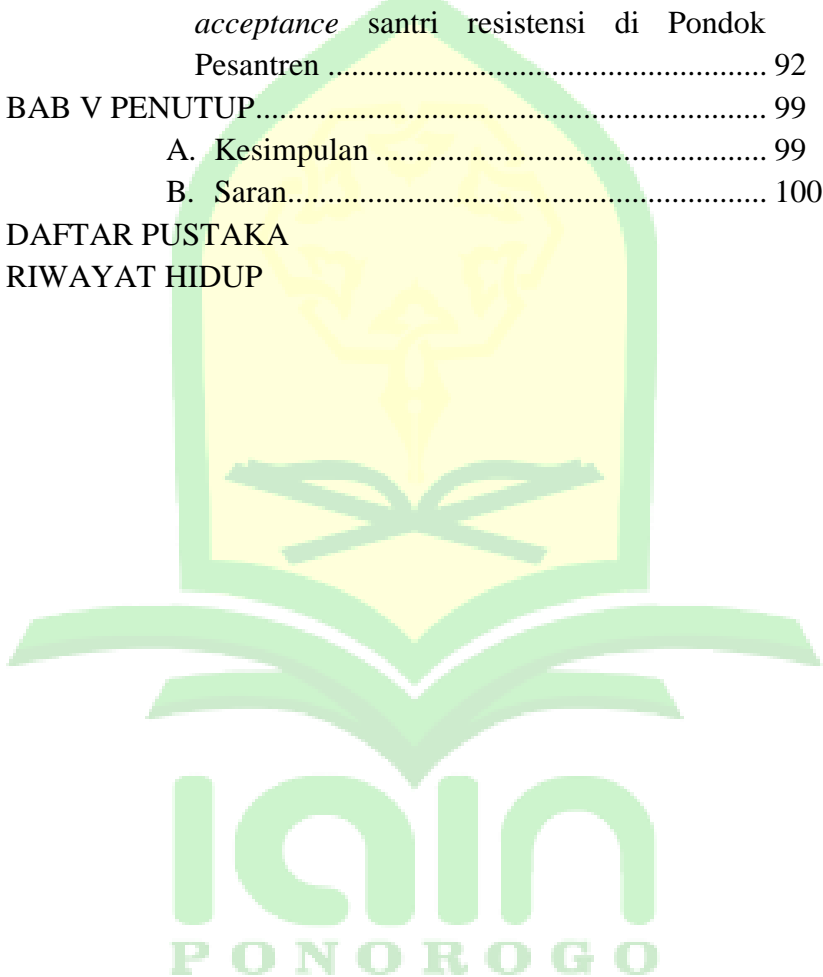 acceptance santri resistensi di Pondok
Pesantren ........................................................ 92
BAB V PENUTUP.................................................................. 99
A. Kesimpulan .................................................. 99
B. Saran............................................................. 100
DAFTAR PUSTAKA
RIWAYAT HIDUP
iain
PONOROGO